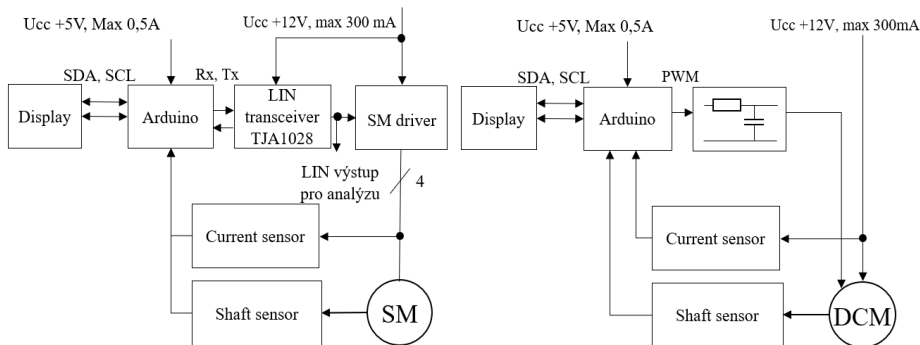 Ucc +5V, Max 0,5A
Ucc +12V, max 300 mA
SDA, SCL
Rx, Tx
Display
Arduino
LIN
transceiver
TJA1028
SM driver
LIN výstup
pro analýzu
4
Current sensor
Shaft sensor
SM
Ucc +5V, Max 0,5A
Ucc +12V, max 300mA
SDA, SCL
PWM
Display
Arduino
Current sensor
Shaft sensor
DCM